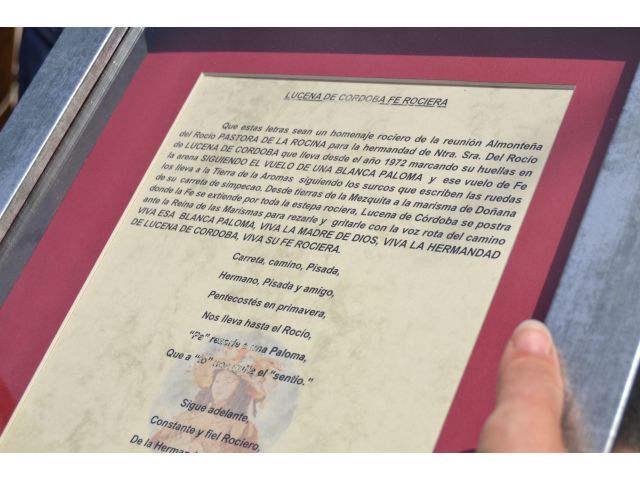 LUCENA DE CORDOBA FE ROCIERA
Que estas letras sean un homenaje rociero de la reunión Almonteña
del Rocío PASTORA DE LA ROCINA para la hermandad de Ntra. Sra. Del Rocío
de LUCENA DE CORDOBA que lleva desde el año 1972 marcando su huellas en
la arena SIGUIENDO EL VUELO DE UNA BLANCA PALOMA y ese vuelo de Fe
los lleva a la Tierra de la Aromas siguiendo los surcos que escriben las ruedas
de su carreta de simpecao. Desde tierras de la Mezquita a la marisma de Doñana
donde la Fe se extiende por toda la estepa rociera, Lucena de Córdoba se postra
ante la Reina de las Marismas para rezarle y gritarle con la voz rota del camino
VIVA ESA BLANCA PALOMA, VIVA LA MADRE DE DIOS, VIVA LA HERMANDAD
DE LUCENA DE CORDOBA, VIVA SU FE ROCIERA.
Carreta, camino, Pisada,
Hermano, Pisada y amigo,
Pentecostés en primavera,
Nos lleva hasta el Rocío,
una Paloma,
Que a el "sentío."
Sigue adelante,
Constante y fiel Rociero,
De la